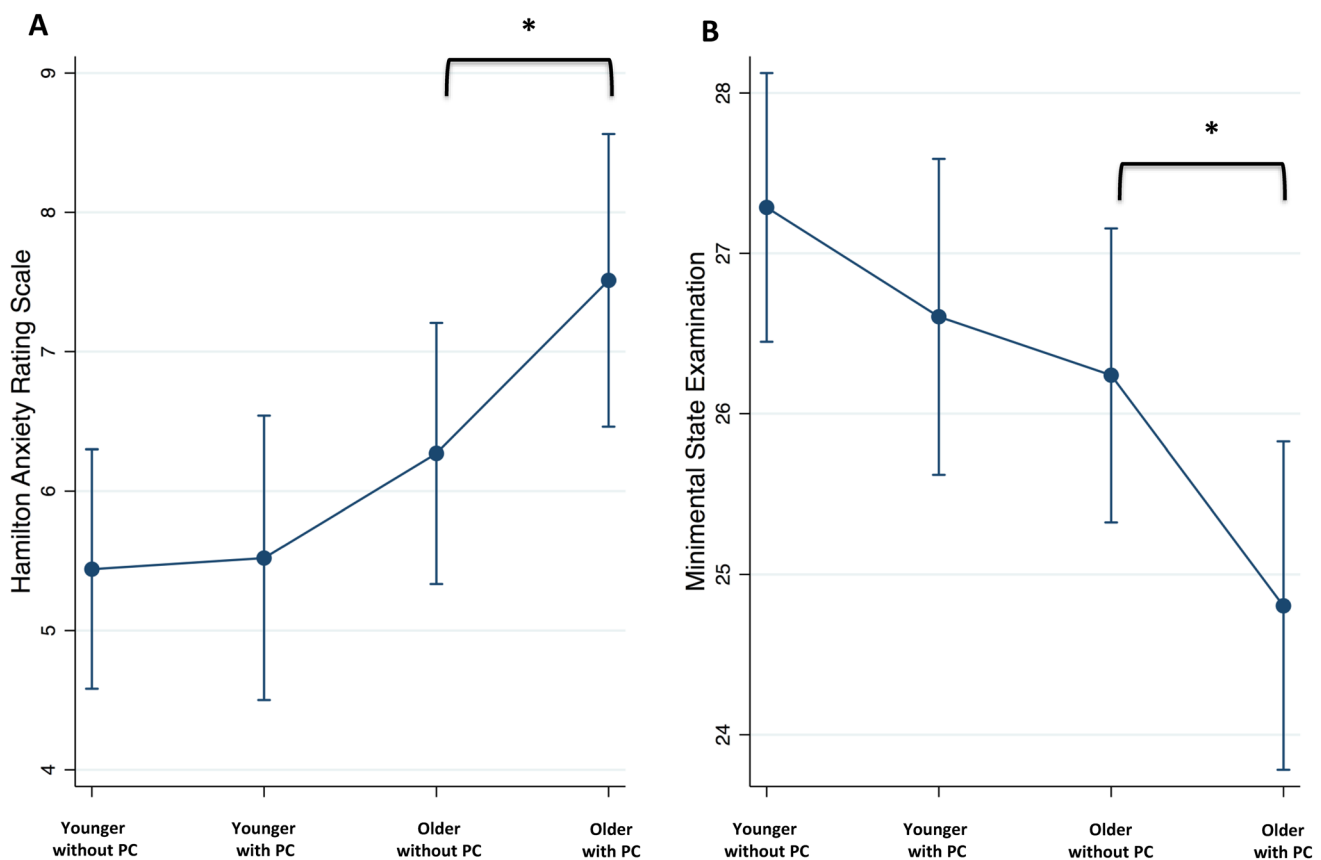 A
*
Hamilton Anxiety Rating Scale
9
8
7
6
5
4
Younger
without PC
Younger
with PC
Older
without PC
Older
with PC
B
*
Minimental State Examination
28
27
26
25
24
Younger
without PC
Younger
with PC
Older
without PC
Older
with PC